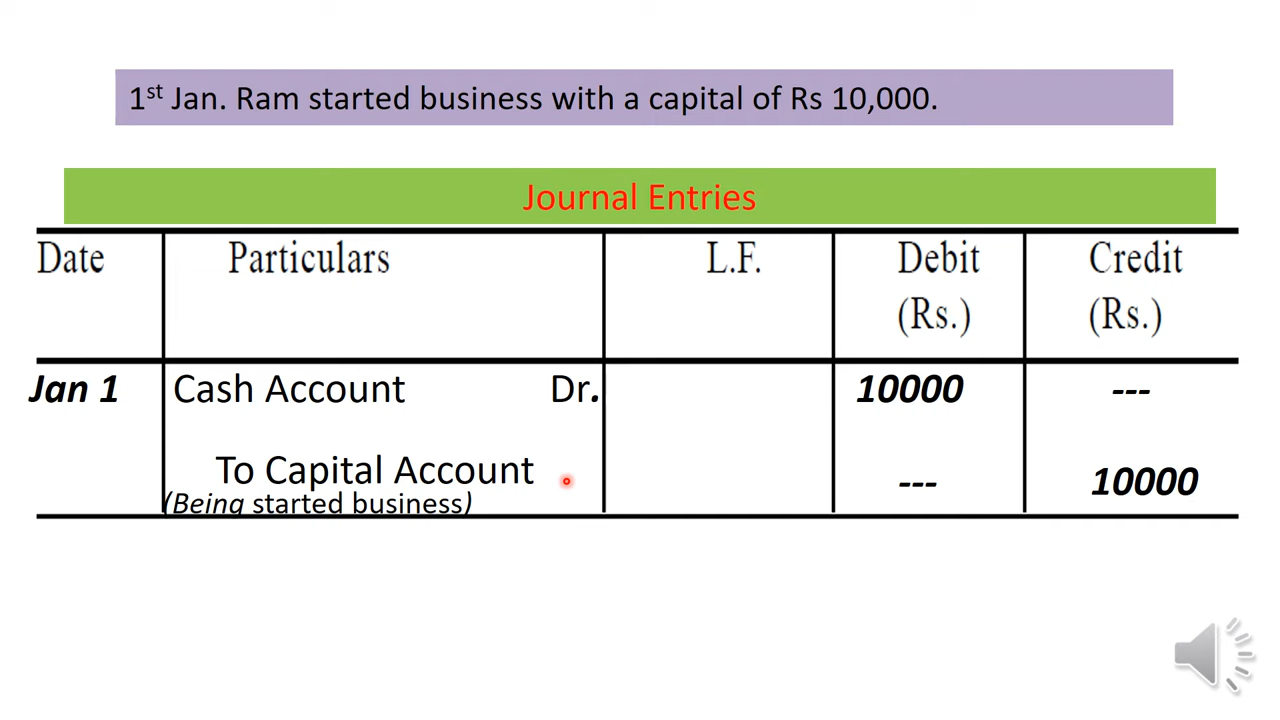 1st Jan. Ram started business with a capital of Rs 10,000.
Journal Entries
Date Particulars L.F. Debit (Rs.) Credit (Rs.)
Jan 1 Cash Account Dr. 10000 ---
To Capital Account --- 10000
(Being started business)